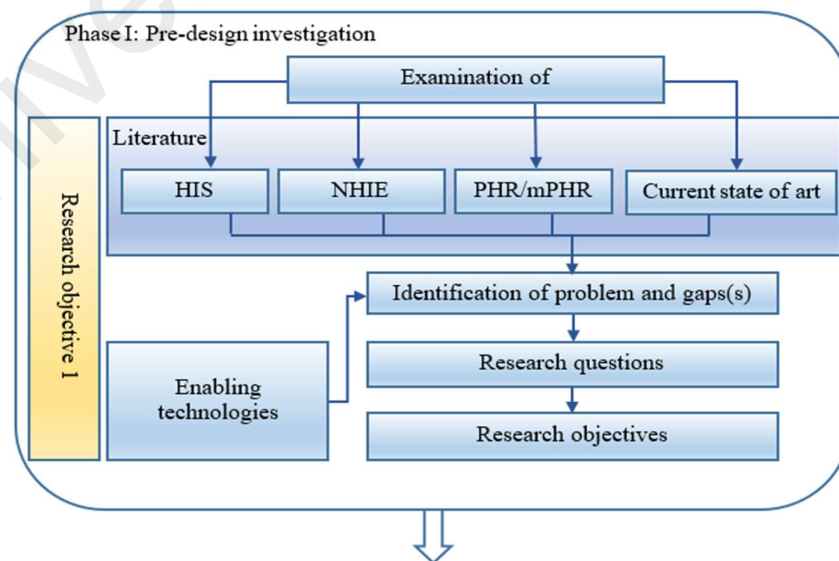 Phase I: Pre-design investigation
Examination of
Literature
HIS
NHIE
PHR/mPHR
Current state of art
Research objective 1
Identification of problem and gaps(s)
Enabling
technologies
Research questions
Research objectives